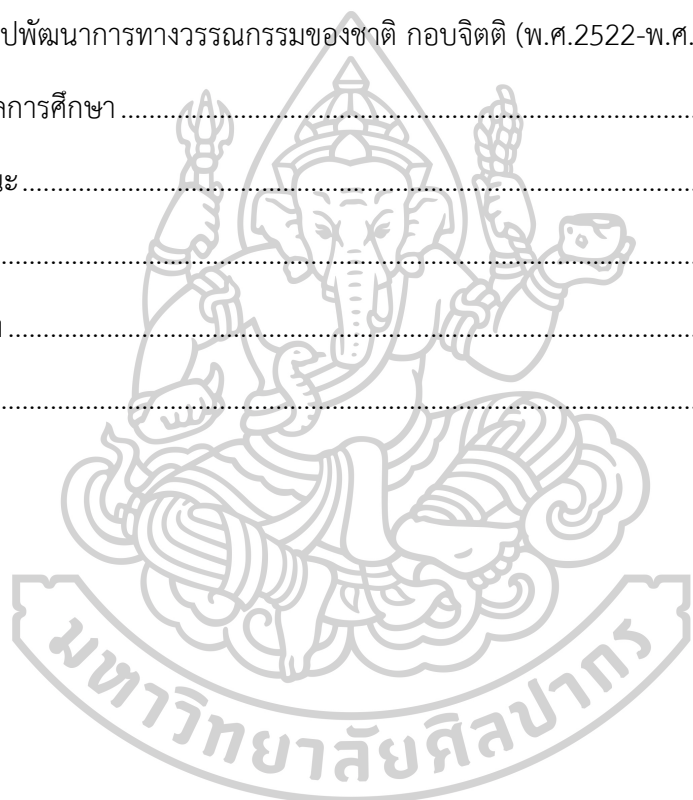 ปพัฒนาการทางวรรณกรรมของชาติ กอบจิตติ (พ.ศ.2522-พ.ศ.
ลการศึกษา ........................................................................................................
นะ........................................................................................................
........................................................................................................
........................................................................................................
........................................................................................................
มหาวิทยาลัยศิลปากร